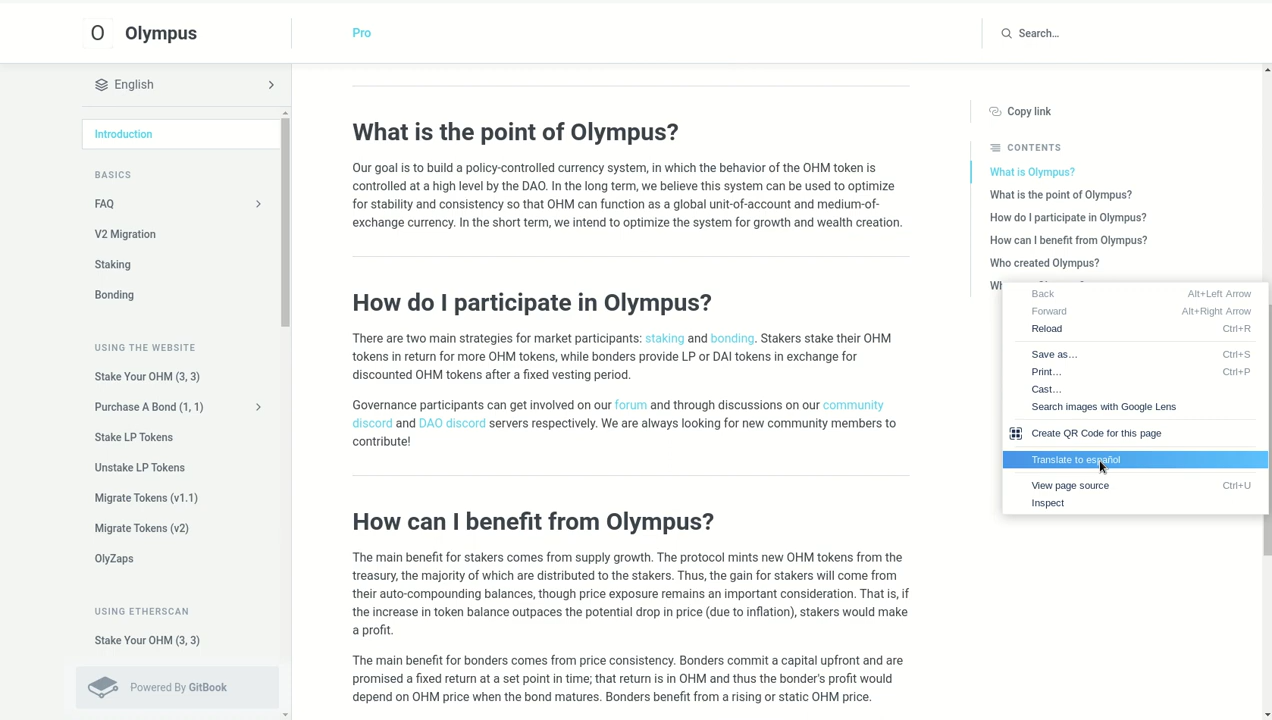 O Olympus
Pro
Search...
English
Introduction
BASICS
FAQ
V2 Migration
Staking
Bonding
USING THE WEBSITE
Stake Your OHM (3, 3)
Purchase A Bond (1, 1)
Stake LP Tokens
Unstake LP Tokens
Migrate Tokens (v1.1)
Migrate Tokens (v2)
OlyZaps
USING ETHERSCAN
Stake Your OHM (3, 3)
Powered By GitBook
What is the point of Olympus?
Our goal is to build a policy-controlled currency system, in which the behavior of the OHM token is
controlled at a high level by the DAO. In the long term, we believe this system can be used to optimize
for stability and consistency so that OHM can function as a global unit-of-account and medium-of-
exchange currency. In the short term, we intend to optimize the system for growth and wealth creation.
How do I participate in Olympus?
There are two main strategies for market participants: staking and bonding. Stakers stake their OHM
tokens in return for more OHM tokens, while bonders provide LP or DAI tokens in exchange for
discounted OHM tokens after a fixed vesting period.
Governance participants can get involved on our forum and through discussions on our community
discord and DAO discord servers respectively. We are always looking for new community members to
contribute!
How can I benefit from Olympus?
The main benefit for stakers comes from supply growth. The protocol mints new OHM tokens from the
treasury, the majority of which are distributed to the stakers. Thus, the gain for stakers will come from
their auto-compounding balances, though price exposure remains an important consideration. That is, if
the increase in token balance outpaces the potential drop in price (due to inflation), stakers would make
a profit.
The main benefit for bonders comes from price consistency. Bonders commit a capital upfront and are
promised a fixed return at a set point in time; that return is in OHM and thus the bonder's profit would
depend on OHM price when the bond matures. Bonders benefit from a rising or static OHM price.
Copy link
CONTENTS
What is Olympus?
What is the point of Olympus?
How do I participate in Olympus?
How can I benefit from Olympus?
Who created Olympus?
Back Alt+Left Arrow
Forward Alt+Right Arrow
Reload Ctrl+R
Save as... Ctrl+S
Print... Ctrl+P
Cast...
Search images with Google Lens
Create QR Code for this page
Translate to español
View page source Ctrl+U
Inspect